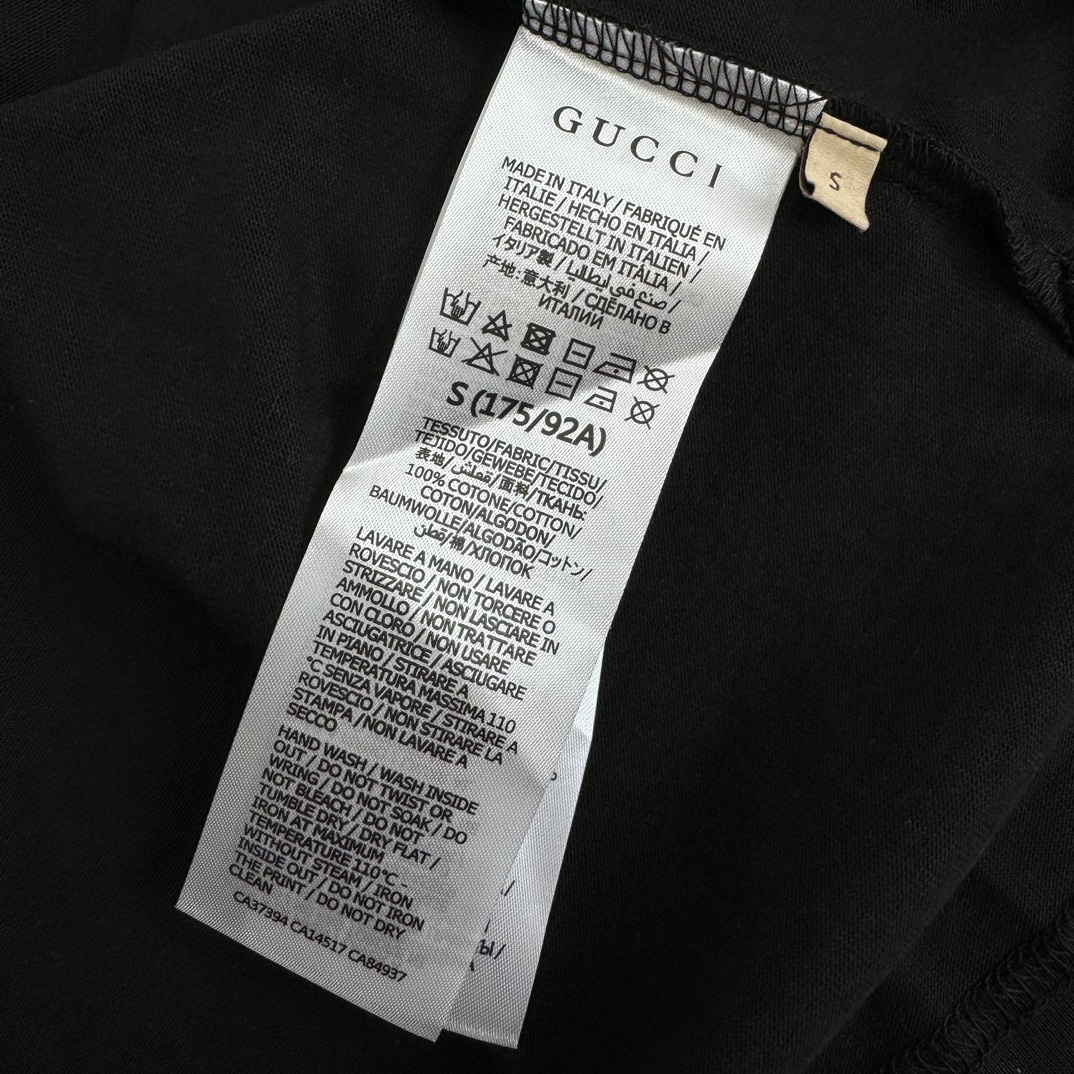 GUCCI
S
MADE IN ITALY / FABRIQUÉ EN
ITALIE / HECHO EN ITALIA /
HERGESTELLT IN ITALIEN /
FABRICADO EM ITÁLIA /
イタリア製 / صنع في إيطاليا /
产地: 意大利 / СДЕЛАНО В
ИТАЛИИ
S (175/92A)
TESSUTO/FABRIC/TISSU/
TEJIDO/GEWEBE/TECIDO/
表地/قماش/面料/ТКАНЬ:
100% COTONE/COTTON/
COTON/ALGODON/
BAUMWOLLE/ALGODÃO/コットン/
قطن/棉/ХЛОПОК
LAVARE A MANO / LAVARE A
ROVESCIO / NON TORCERE O
STRIZZARE / NON LASCIARE IN
AMMOLLO / NON TRATTARE
CON CLORO / NON USARE
ASCIUGATRICE / ASCIUGARE
IN PIANO / STIRARE A
TEMPERATURA MASSIMA 110
°C SENZA VAPORE / STIRARE A
ROVESCIO / NON STIRARE LA
STAMPA / NON LAVARE A
SECCO
HAND WASH / WASH INSIDE
OUT / DO NOT TWIST OR
WRING / DO NOT SOAK / DO
NOT BLEACH / DO NOT
TUMBLE DRY / DRY FLAT /
IRON AT MAXIMUM
TEMPERATURE 110°C
WITHOUT STEAM / IRON
INSIDE OUT / DO NOT IRON
THE PRINT / DO NOT DRY
CLEAN
CA37394 CA14517 CA84937